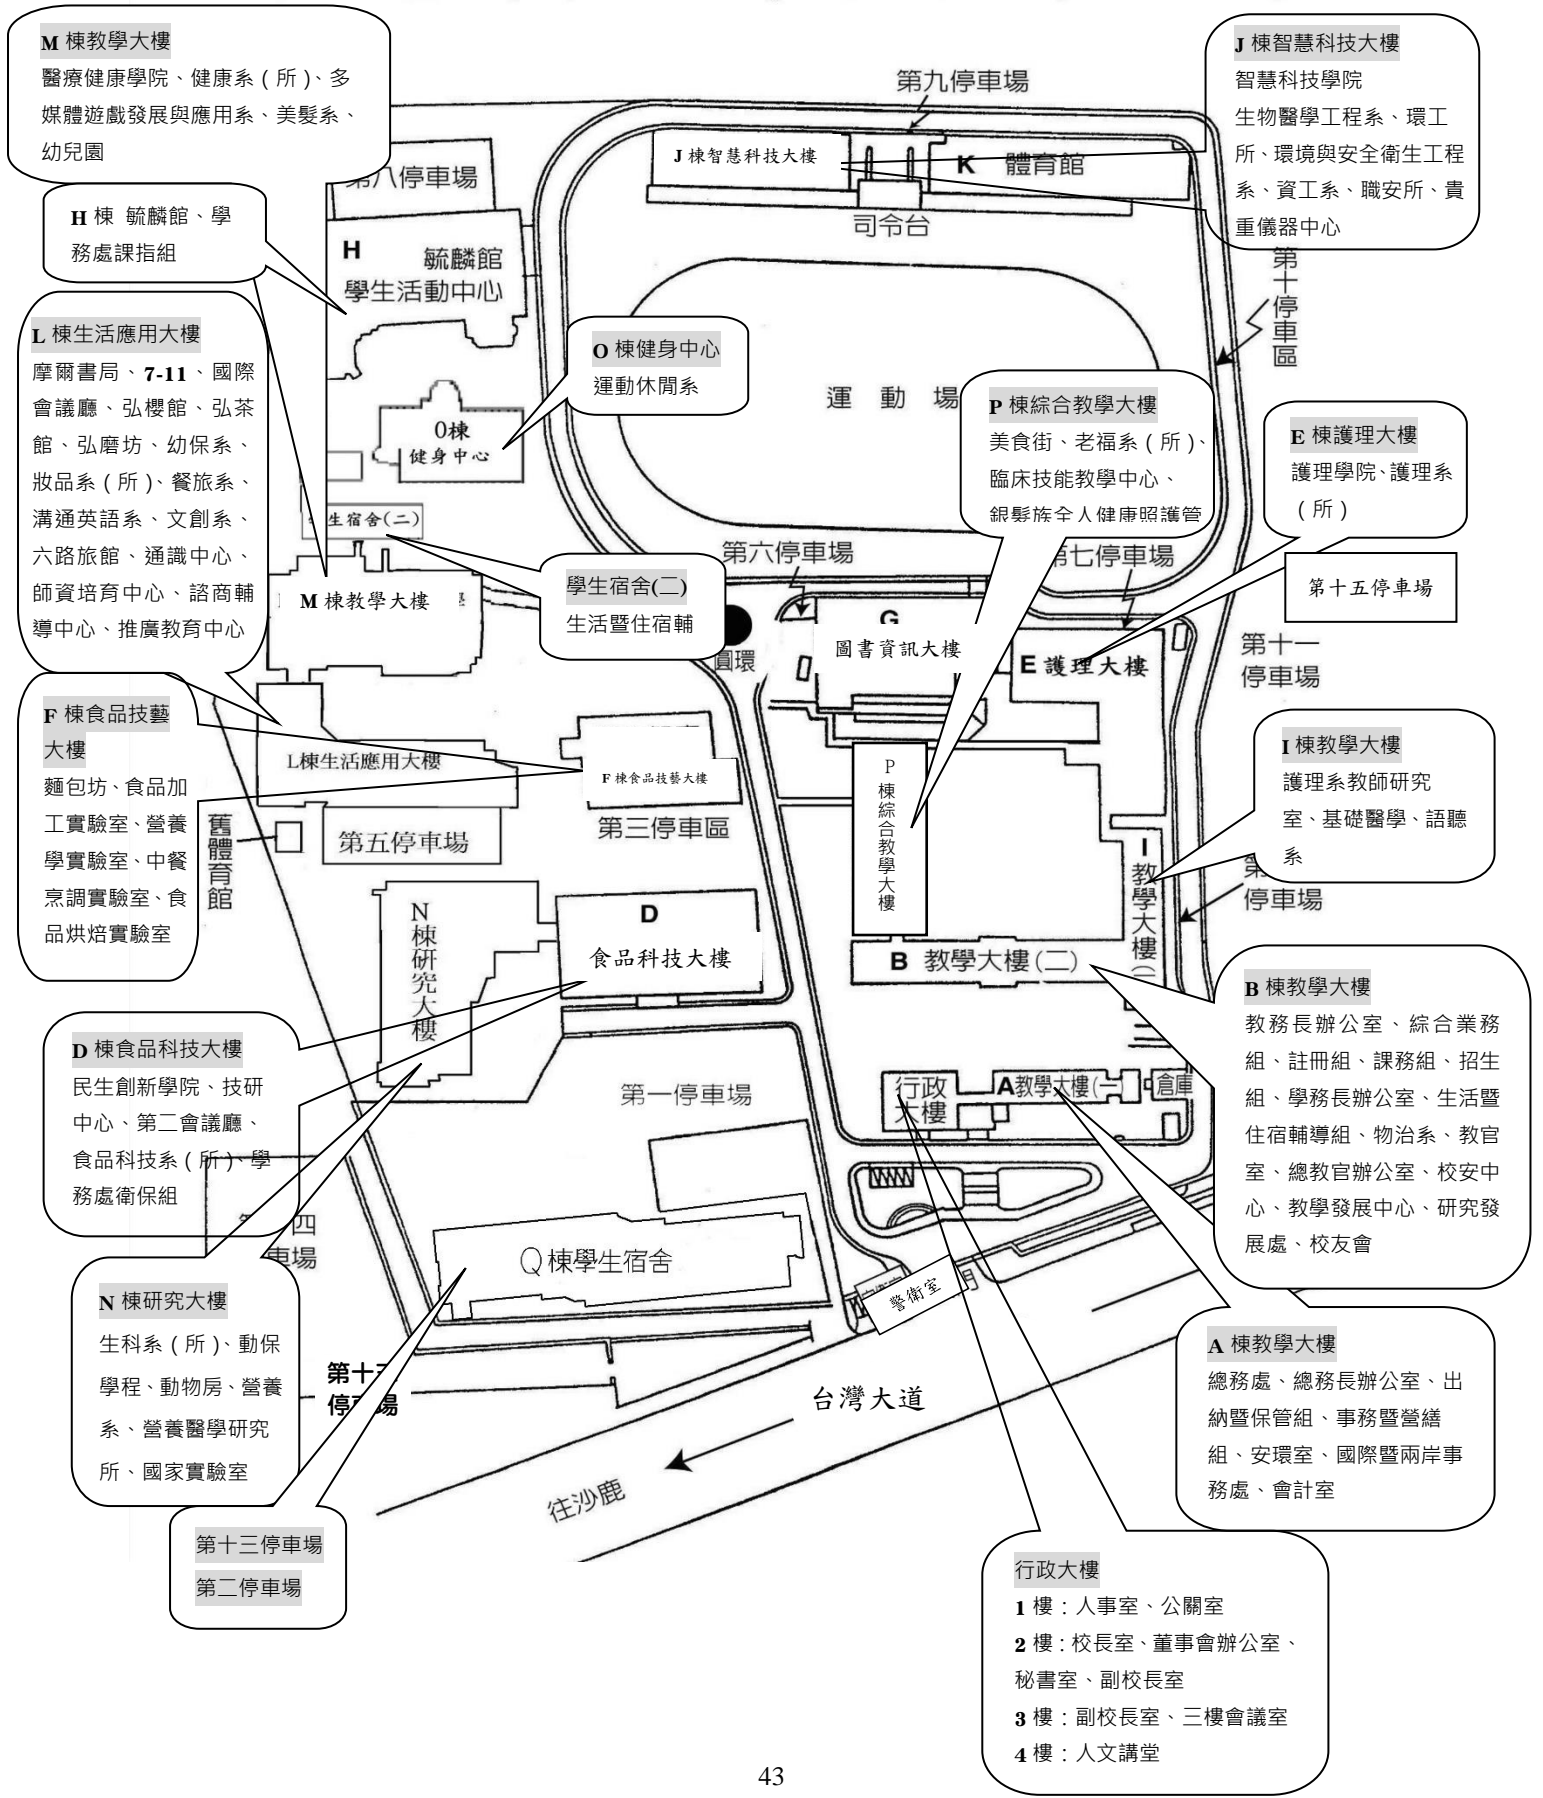 M 棟教學大樓
醫療健康學院、健康系（所）、多
媒體遊戲發展與應用系、美髮系、
幼兒園
J 棟智慧科技大樓
智慧科技學院
生物醫學工程系、環工
所、環境與安全衛生工程
系、資工系、職安所、貴
重儀器中心
第九停車場
J 棟智慧科技大樓
K 體育館
司令台
第八停車場
H 棟 毓麟館、學
務處課指組
H 毓麟館
學生活動中心
第十停車區
L 棟生活應用大樓
摩爾書局、7-11、國際
會議廳、弘櫻館、弘茶
館、弘磨坊、幼保系、
妝品系（所）、餐旅系、
溝通英語系、文創系、
六路旅館、通識中心、
師資培育中心、諮商輔
導中心、推廣教育中心
O 棟健身中心
運動休閒系
O棟
健身中心
運動場
P 棟綜合教學大樓
美食街、老福系（所）、
臨床技能教學中心、
銀髮族全人健康照護管
E 棟護理大樓
護理學院、護理系
（所）
生宿舍(二)
學生宿舍(二)
生活暨住宿輔
第六停車場
第七停車場
第十五停車場
M 棟教學大樓
圓環
G
圖書資訊大樓
E 護理大樓
第十一
停車場
F 棟食品技藝
大樓
麵包坊、食品加
工實驗室、營養
學實驗室、中餐
烹調實驗室、食
品烘焙實驗室
L棟生活應用大樓
F 棟食品技藝大樓
第三停車區
舊體育館
第五停車場
P棟綜合教學大樓
I 棟教學大樓
護理系教師研究
室、基礎醫學、語聽
系
I 教學大樓(
停車場
N棟研究大樓
D
食品科技大樓
B 教學大樓(二)
B 棟教學大樓
教務長辦公室、綜合業務
組、註冊組、課務組、招生
組、學務長辦公室、生活暨
住宿輔導組、物治系、教官
室、總教官辦公室、校安中
心、教學發展中心、研究發
展處、校友會
D 棟食品科技大樓
民生創新學院、技研
中心、第二會議廳、
食品科技系（所）、學
務處衛保組
第一停車場
行政
大樓
A教學大樓(一
倉庫
四
車場
Q棟學生宿舍
警衛室
N 棟研究大樓
生科系（所）、動保
學程、動物房、營養
系、營養醫學研究
所、國家實驗室
第十
停 場
台灣大道
往沙鹿
A 棟教學大樓
總務處、總務長辦公室、出
納暨保管組、事務暨營繕
組、安環室、國際暨兩岸事
務處、會計室
第十三停車場
第二停車場
行政大樓
1 樓：人事室、公關室
2 樓：校長室、董事會辦公室、
秘書室、副校長室
3 樓：副校長室、三樓會議室
4 樓：人文講堂
43